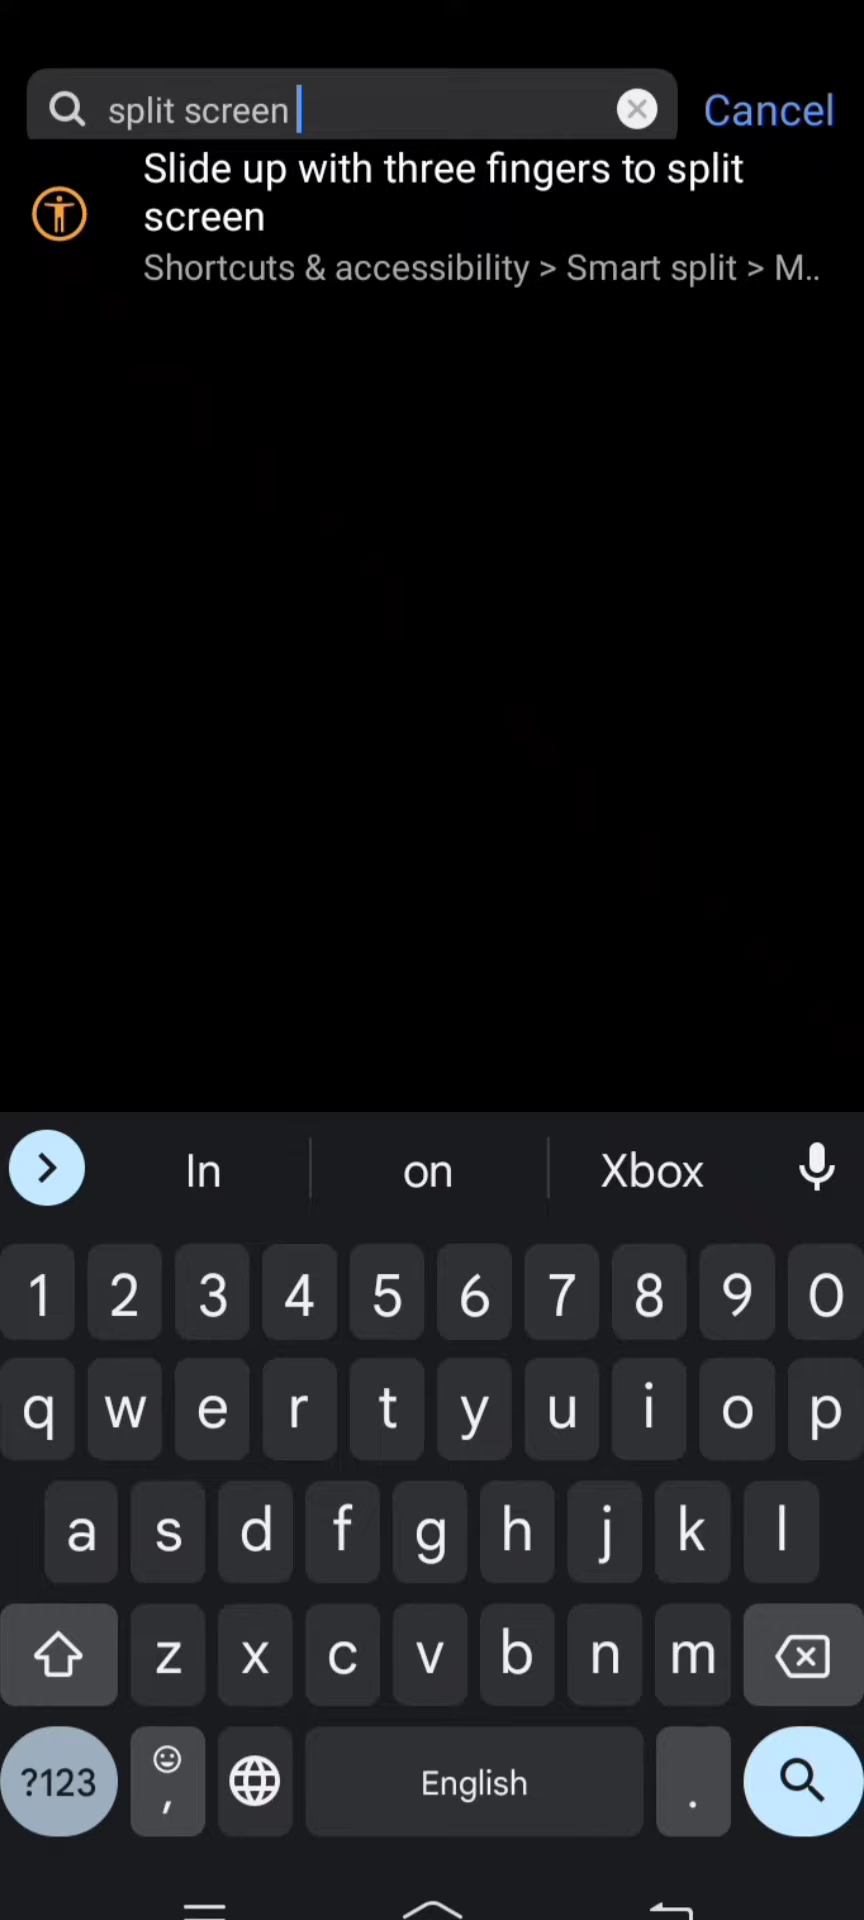 split screen
Cancel
Slide up with three fingers to split
screen
Shortcuts & accessibility > Smart split > M..
In on Xbox
1 2 3 4 5 6 7 8 9 0
q w e r t y u i o p
a s d f g h j k l
z x c v b n m
?123 , English .